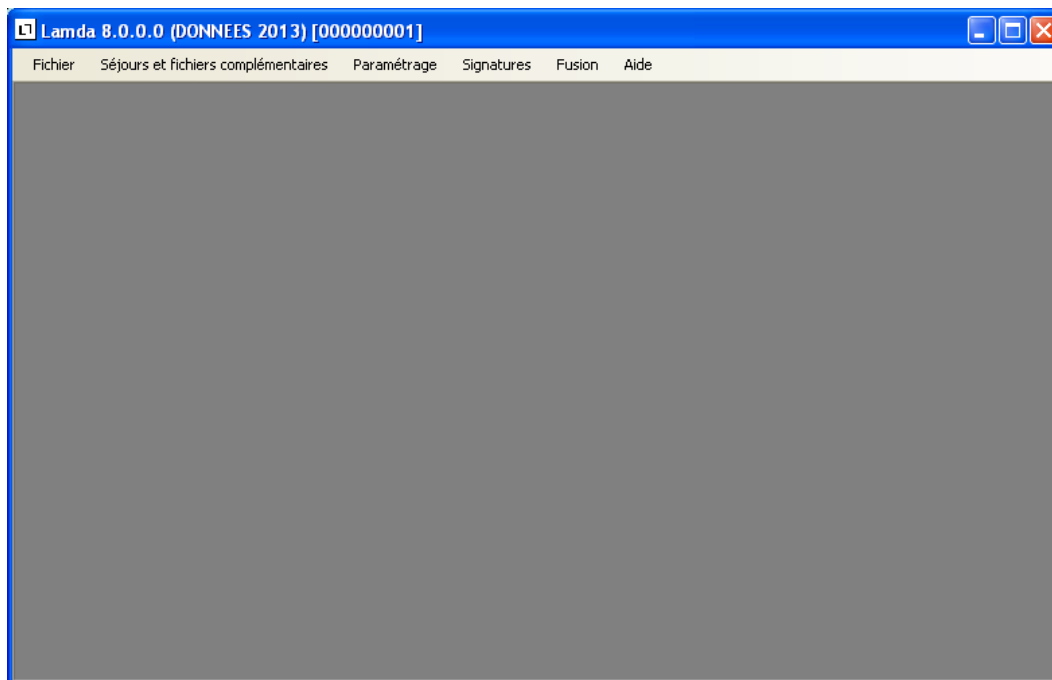 Lamda 8.0.0.0 (DONNEES 2013) [000000001]
Fichier Séjours et fichiers complémentaires Paramétrage Signatures Fusion Aide